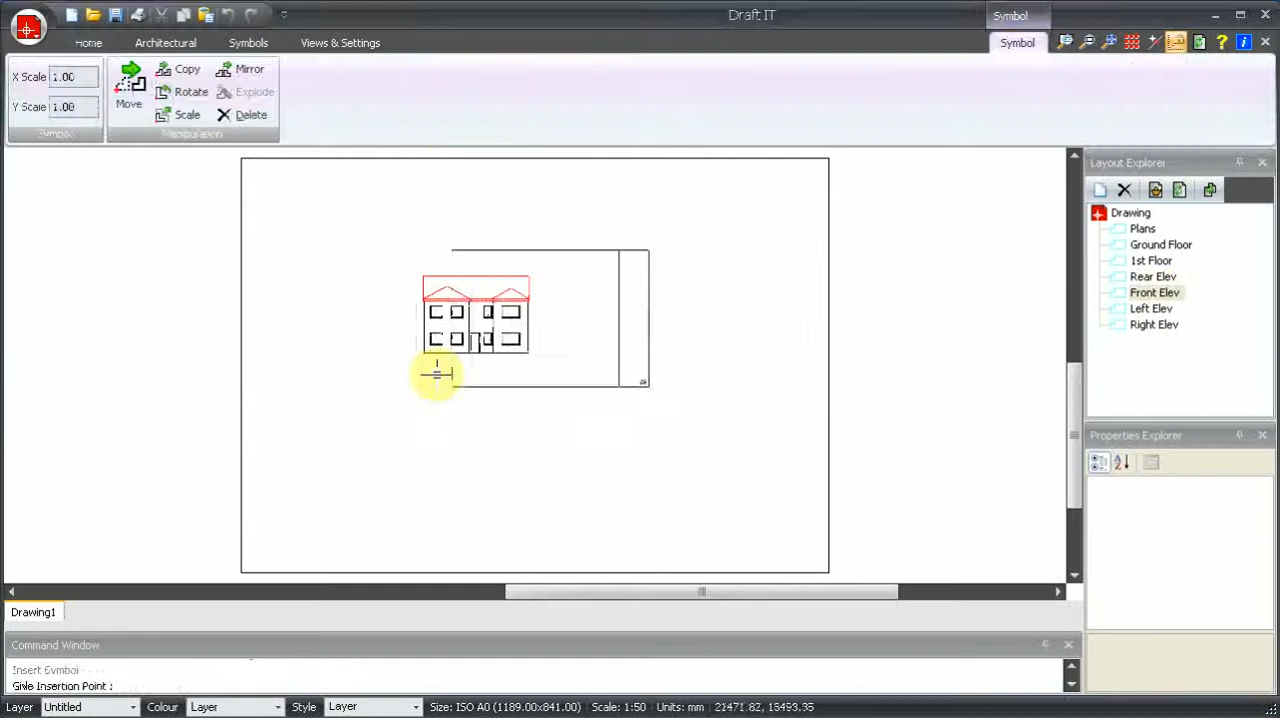 Draft IT
Symbol
Home
Architectural
Symbols
Views & Settings
Symbol
X Scale 1.00
Y Scale 1.00
Move
Copy
Rotate
Scale
Mirror
Explode
Delete
Symbol
Manipulation
Layout Explorer
Drawing
Plans
Ground Floor
1st Floor
Rear Elev
Front Elev
Left Elev
Right Elev
Properties Explorer
Drawing1
Command Window
Insert Symbol
Give Insertion Point :
Layer Untitled Colour Layer Style Layer Size: ISO A0 (1189.00x841.00) Scale: 1:50 Units: mm 21471.82, 15493.35